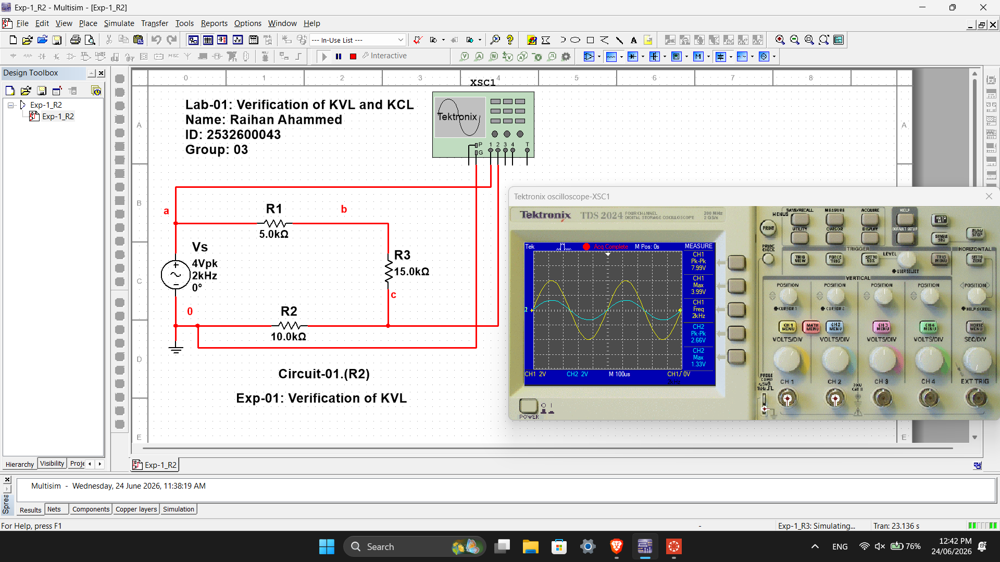 Exp-1_R2 - Multisim - [Exp-1_R2]
File Edit View Place Simulate Transfer Tools Reports Options Window Help
--- In-Use List ---
MISC
Interactive
Design Toolbox
Exp-1_R2
Exp-1_R2
Hierarchy Visibility Proje
0 1 2 3 4 5 6 7 8
A
B
C
D
E
A
E
XSC1
Tektronix
P 1 2 3 4 T
G
Lab-01: Verification of KVL and KCL
Name: Raihan Ahammed
ID: 2532600043
Group: 03
a
R1
5.0kΩ
b
Vs
4Vpk
2kHz
0°
R3
15.0kΩ
c
0
R2
10.0kΩ
Circuit-01.(R2)
Exp-01: Verification of KVL
Tektronix oscilloscope-XSC1
Tektronix TDS 2024 FOUR CHANNEL DIGITAL STORAGE OSCILLOSCOPE 200 MHz 2 GS/s
Tek Acq Complete M Pos: 0s MEASURE
CH1
Pk-Pk
7.99V
CH1
Max
3.99V
CH1
Freq
2kHz
CH2
Pk-Pk
2.66V
CH2
Max
1.33V
CH1 2V CH2 2V M 100us CH1/ 0V
POWER
MENUS SAVE/RECALL MEASURE ACQUIRE HELP
AUTO SET
PRINT
UTILITY CURSOR DISPLAY DEFAULT SETUP
SINGLE SEQ
RUN/STOP
PROBE CHECK
TRIGGER
LEVEL
HORIZONTAL
TRIG VIEW FORCE TRIG SET TO 50% TRIG MENU SET TO ZERO
USER SELECT
VERTICAL
POSITION POSITION POSITION POSITION POSITION
CURSOR 1 CURSOR 2 HELP SCROLL
CH 1 MENU MATH MENU CH 2 MENU CH 3 MENU CH 4 MENU HORIZ MENU
VOLTS/DIV VOLTS/DIV VOLTS/DIV VOLTS/DIV SEC/DIV
PROBE COMP
~5V
1kHz
CH 1 CH 2 CH 3 CH 4 EXT TRIG
300V
CAT II
Exp-1_R2
Multisim - Wednesday, 24 June 2026, 11:38:19 AM
Sprea
Results Nets Components Copper layers Simulation
For Help, press F1
-
Exp-1_R3: Simulating... Tran: 23.136 s
Search
ENG
76%
12:42 PM
24/06/2026